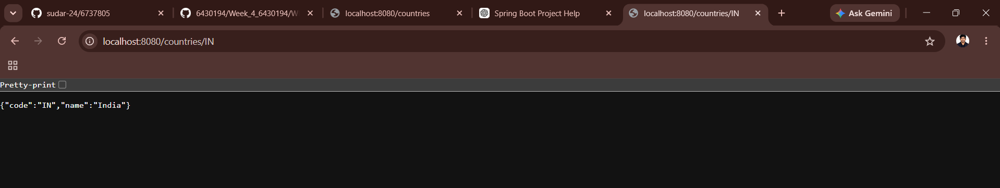 sudar-24/6737805
6430194/Week_4_6430194/W
localhost:8080/countries
Spring Boot Project Help
localhost:8080/countries/IN
Ask Gemini
localhost:8080/countries/IN
Pretty-print
{"code":"IN","name":"India"}